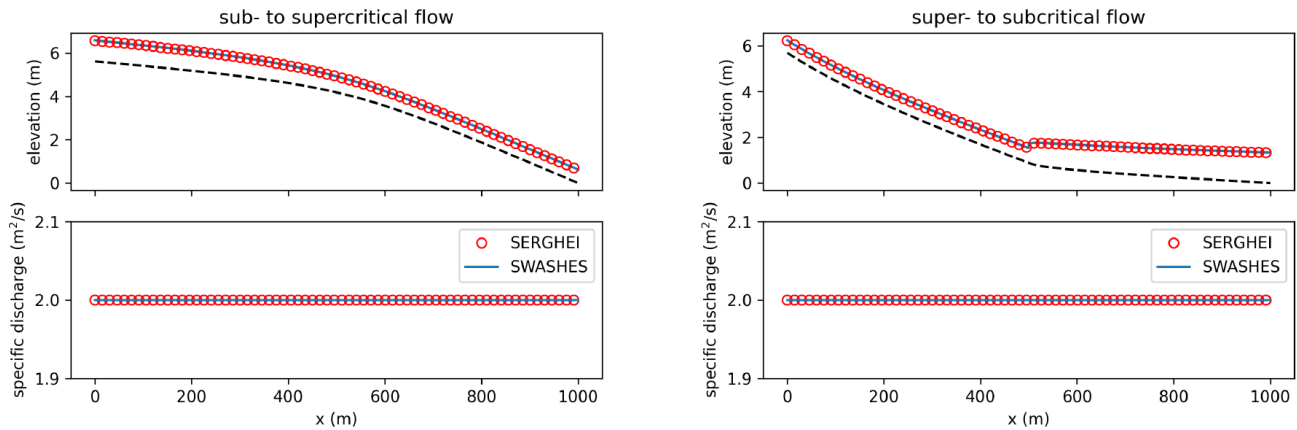 sub- to supercritical flow
elevation (m)
6
4
2
0
specific discharge (m²/s)
2.1
2.0
1.9
SERGHEI
SWASHES
0
200
400
600
800
1000
x (m)
super- to subcritical flow
elevation (m)
6
4
2
0
specific discharge (m²/s)
2.1
2.0
1.9
SERGHEI
SWASHES
0
200
400
600
800
1000
x (m)